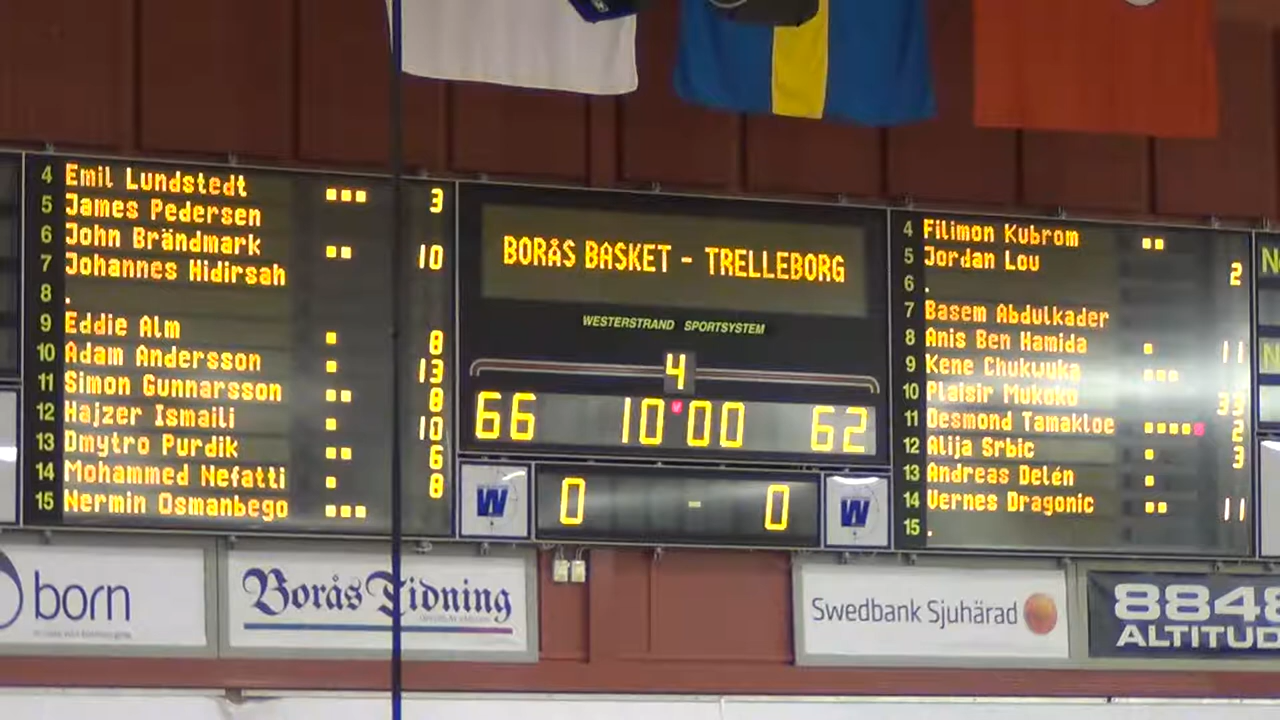 4 Emil Lundstedt 3
5 James Pedersen
6 John Brändmark 10
7 Johannes Hidirsah
8 .
9 Eddie Alm 8
10 Adam Andersson 13
11 Simon Gunnarsson 8
12 Hajzer Ismaili 10
13 Dmytro Purdik 6
14 Mohammed Nefatti 8
15 Nermin Osmanbego
BORÅS BASKET - TRELLEBORG
WESTERSTRAND SPORTSYSTEM
4
66 10:00 62
0 - 0
W
W
4 Filimon Kubrom
5 Jordan Lou 2
6 .
7 Basem Abdulkader
8 Anis Ben Hamida 11
9 Kene Chukwuka
10 Plaisir Mukoko 33
11 Desmond Tamakloe 2
12 Alija Srbic 3
13 Andreas Delén
14 Vernes Dragonic 11
15 .
born
Borås Tidning
Swedbank Sjuhärad
8848
ALTITUD